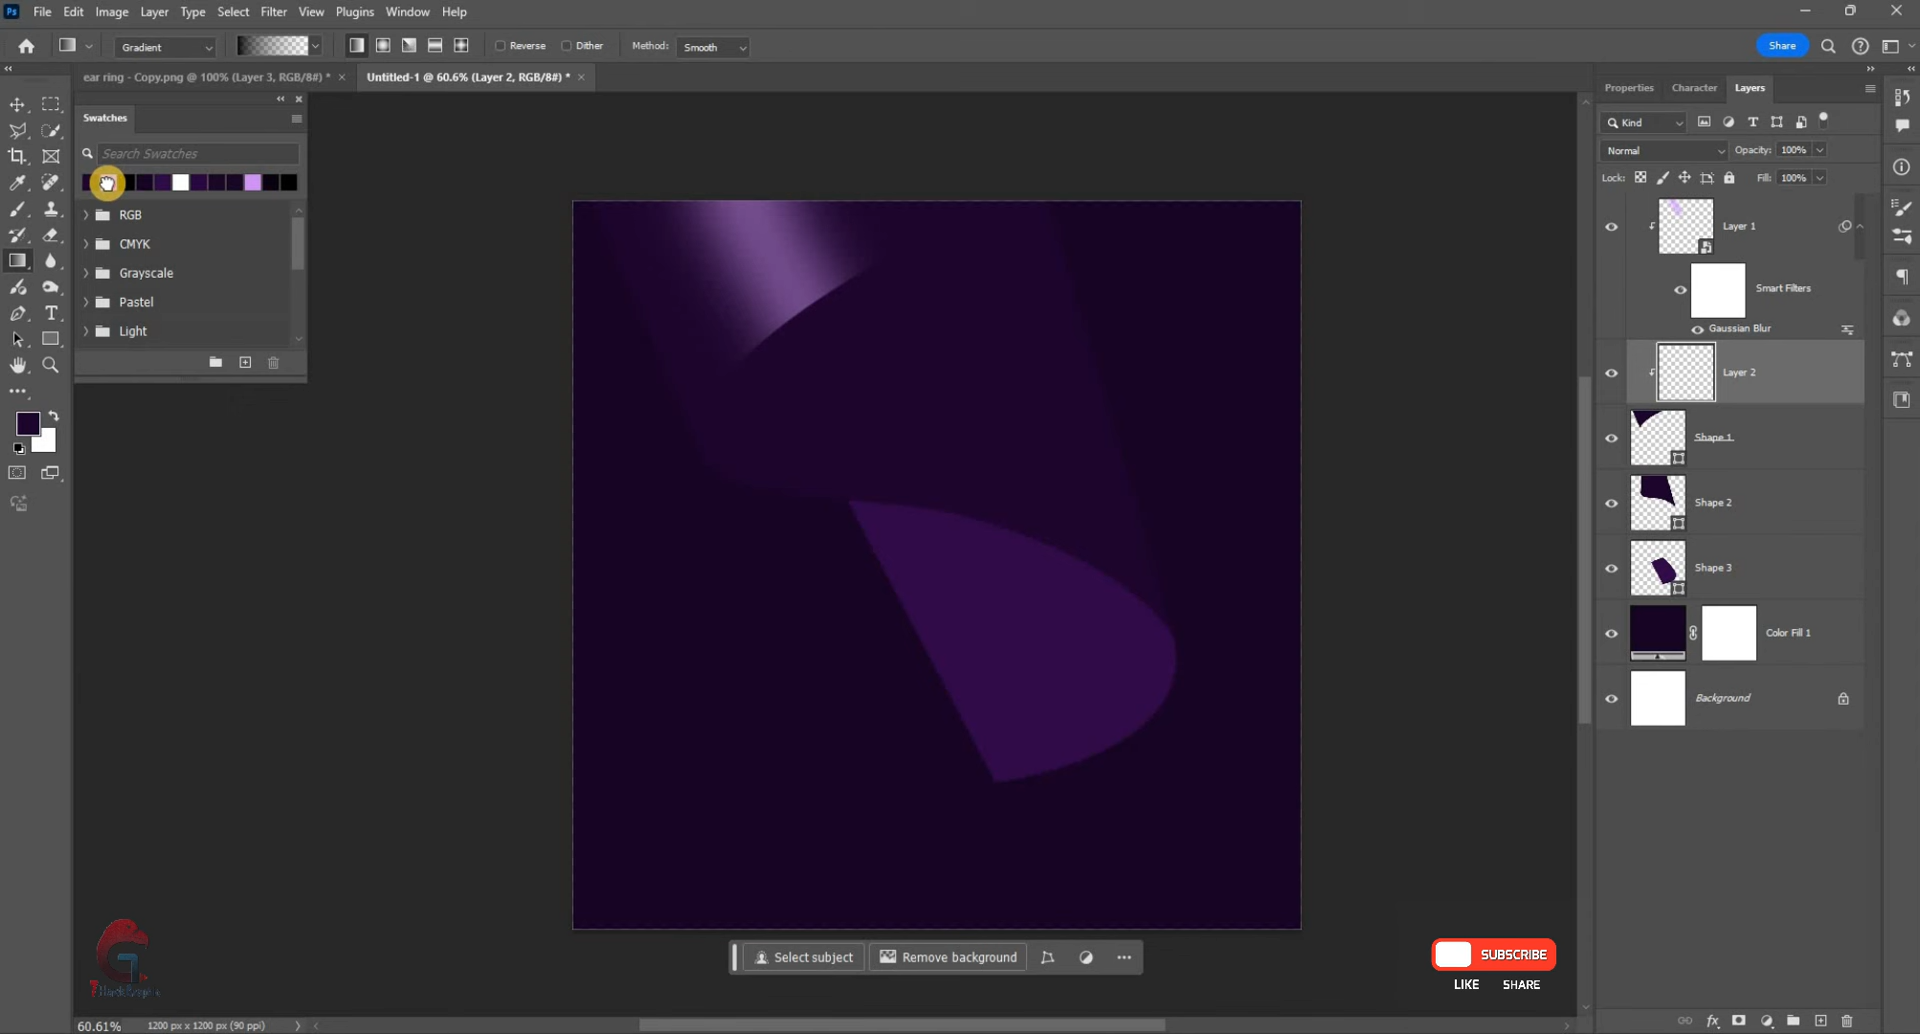 Ps File Edit Image Layer Type Select Filter View Plugins Window Help
Gradient Reverse Dither Method: Smooth Share
ear ring - Copy.png @ 100% (Layer 3, RGB/8#) * Untitled-1 @ 60.6% (Layer 2, RGB/8#) *
Swatches
Search Swatches
RGB
CMYK
Grayscale
Pastel
Light
Properties Character Layers
Kind
Normal Opacity: 100%
Lock: Fill: 100%
Layer 1
Smart Filters
Gaussian Blur
Layer 2
Shape 1
Shape 2
Shape 3
Color Fill 1
Background
Select subject Remove background
SUBSCRIBE
LIKE SHARE
60.61% 1200 px x 1200 px (90 ppi)